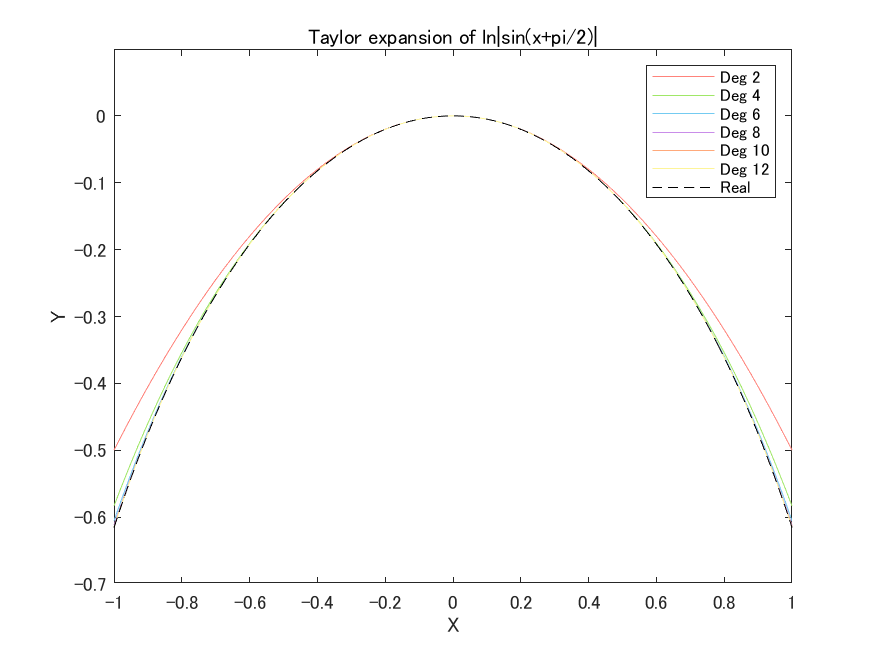 Taylor expansion of ln|sin(x+pi/2)|
Deg 2
Deg 4
Deg 6
Deg 8
Deg 10
Deg 12
Real
0
-0.1
-0.2
-0.3
-0.4
-0.5
-0.6
-0.7
Y
-1 -0.8 -0.6 -0.4 -0.2 0 0.2 0.4 0.6 0.8 1
X